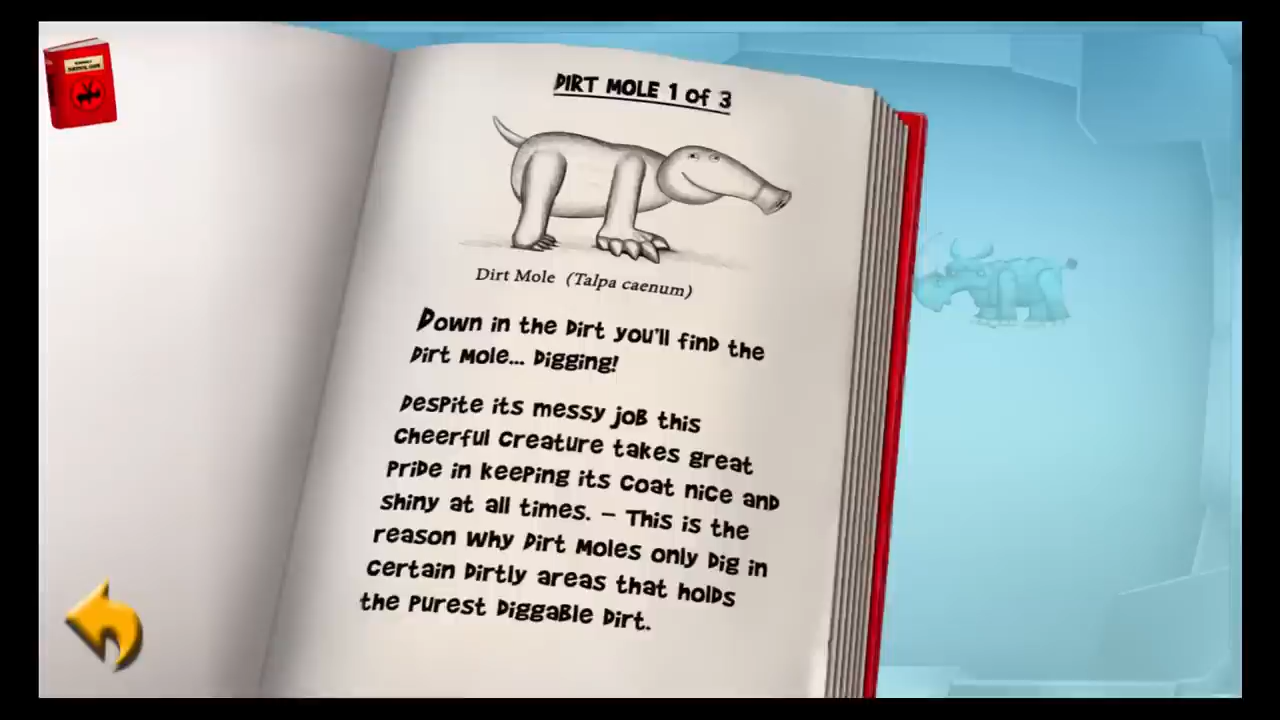 DIRT MOLE 1 of 3
Dirt Mole (Talpa caenum)
Down in the Dirt you'll find the
Dirt Mole... Digging!
Despite its messy job this
cheerful creature takes great
pride in keeping its coat nice and
shiny at all times. – This is the
reason why Dirt Moles only dig in
certain Dirtly areas that holds
the purest diggable dirt.